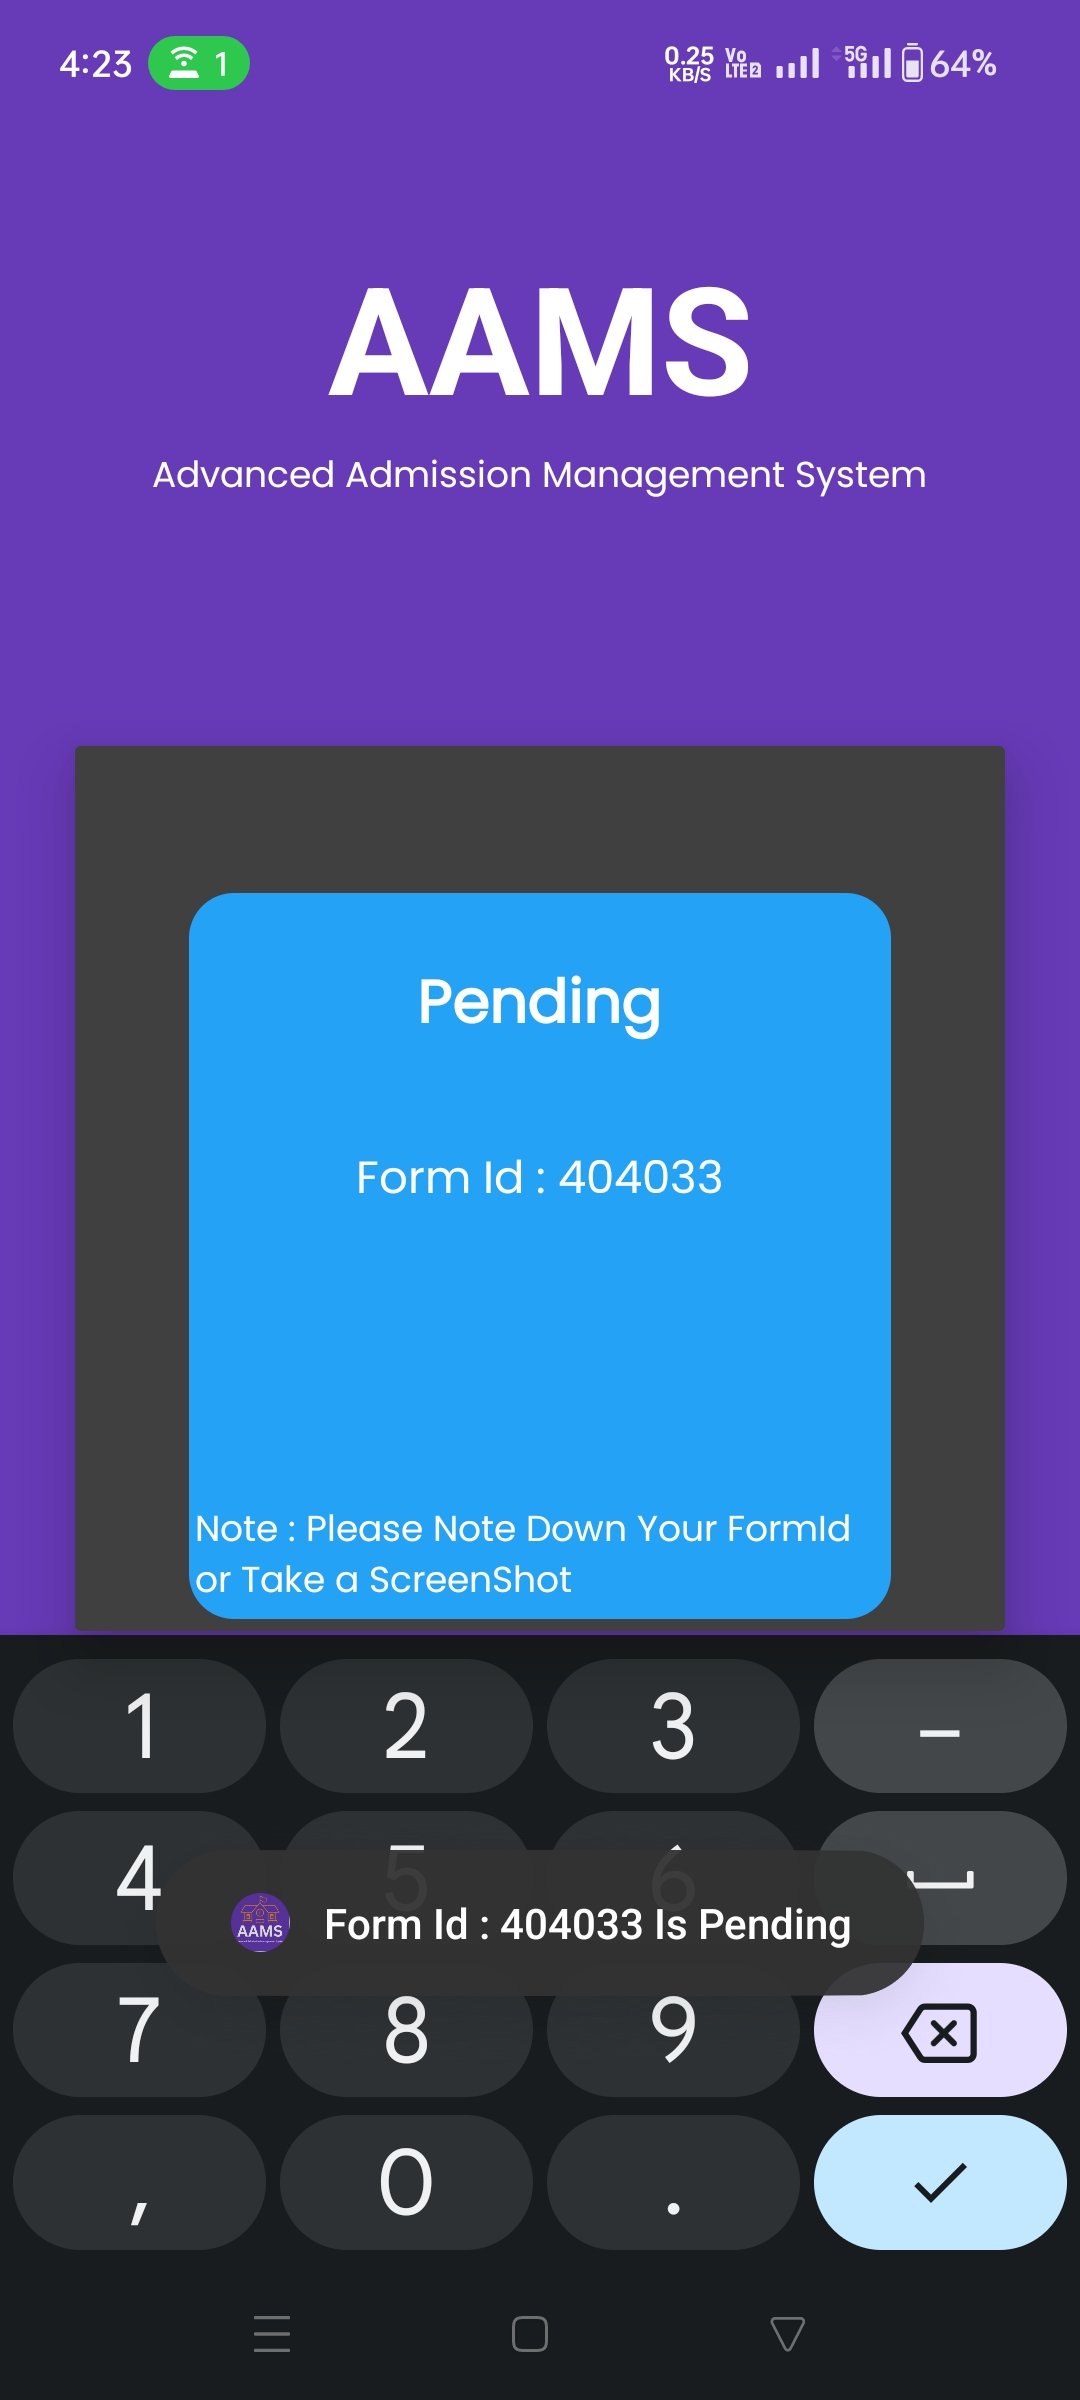 4:23 1 0.25 KB/S Vo LTE 2 5G 64%
AAMS
Advanced Admission Management System
Pending
Form Id : 404033
Note : Please Note Down Your FormId
or Take a ScreenShot
1 2 3 –
4 5 6
AAMS Form Id : 404033 Is Pending
7 8 9
, 0 .